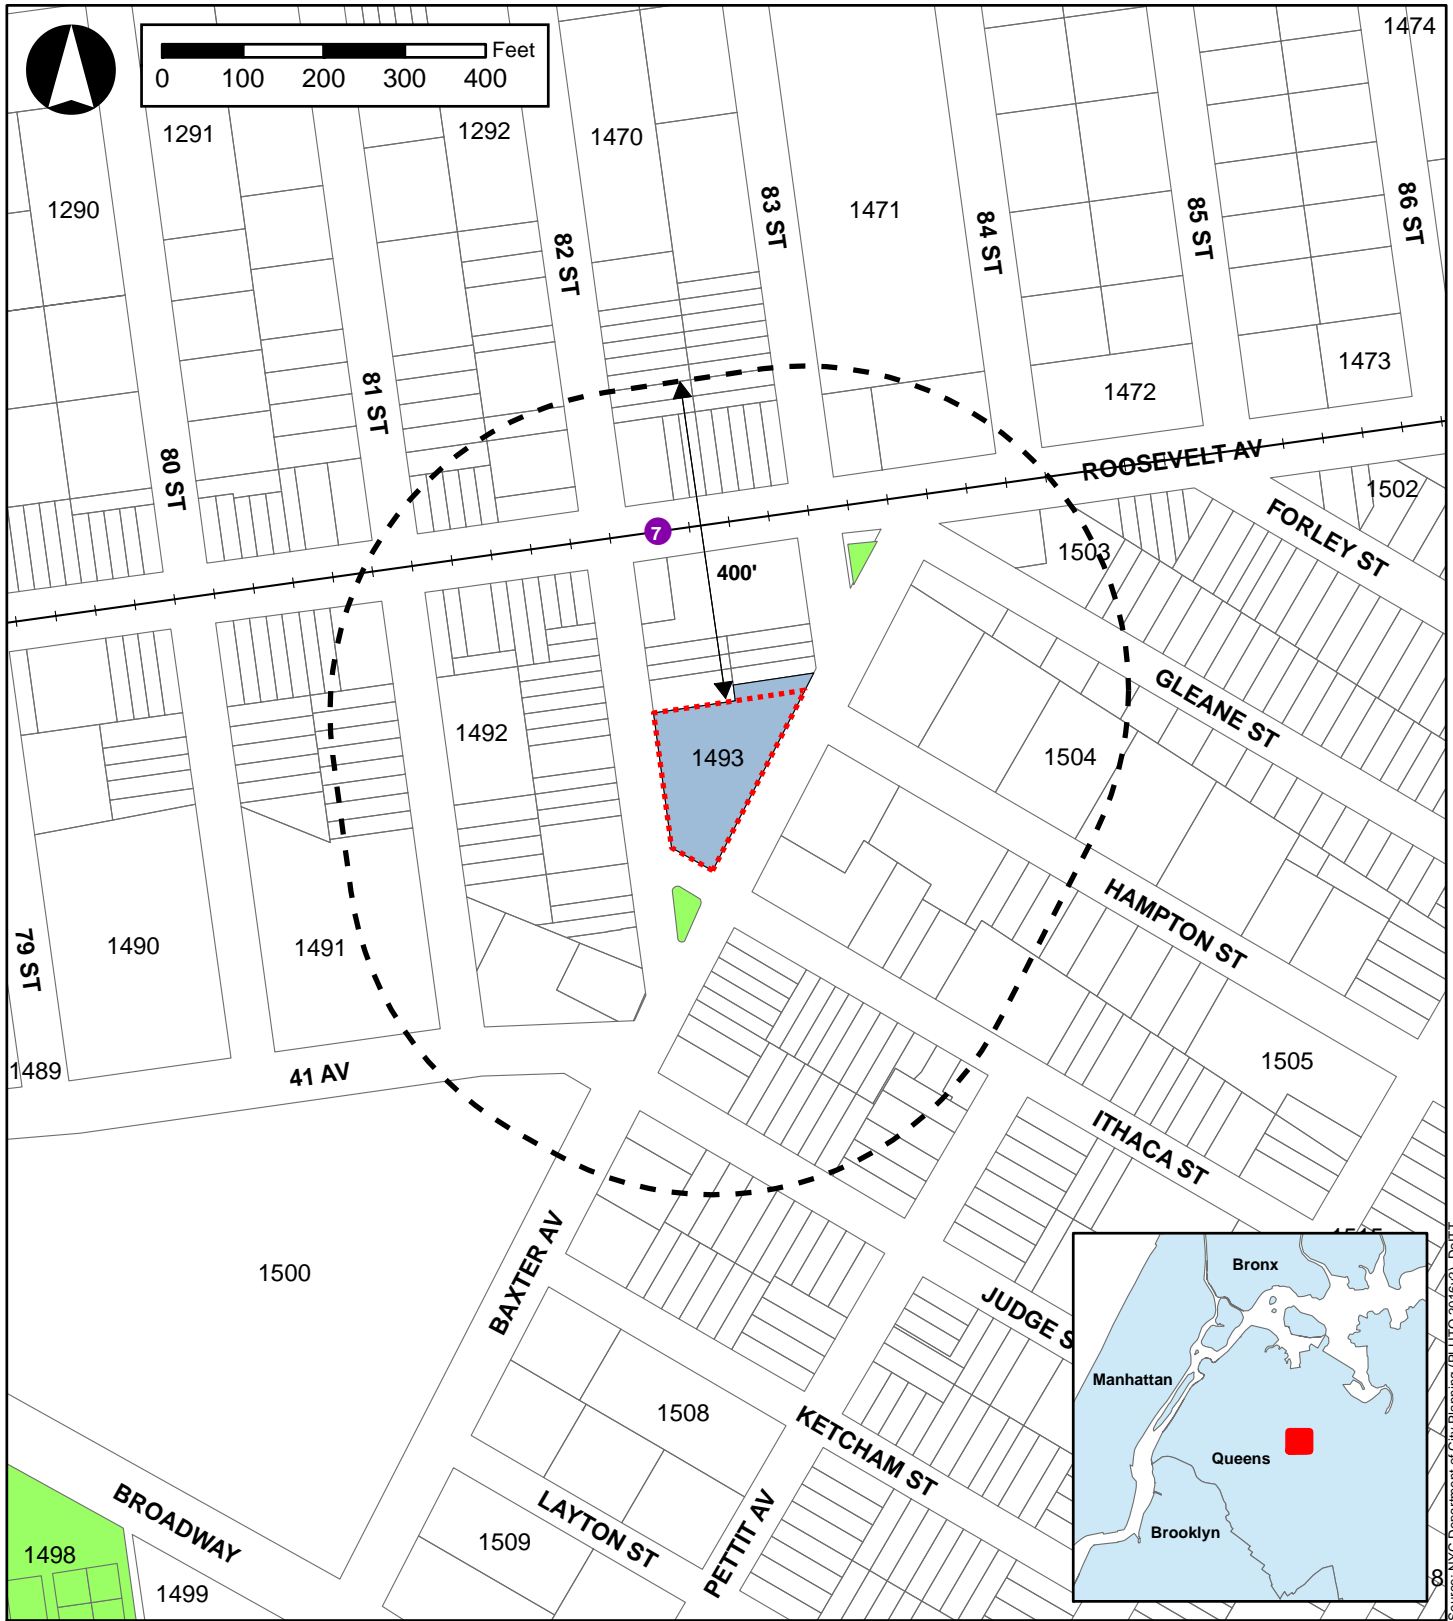 Feet
0 100 200 300 400
1474
1291
1292
1470
1290
82 ST
83 ST
1471
84 ST
85 ST
86 ST
81 ST
1472
1473
80 ST
ROOSEVELT AV
1502
7
FORLEY ST
1503
400'
GLEANE ST
1492
1493
1504
79 ST
1490
1491
HAMPTON ST
1489
41 AV
1505
ITHACA ST
BAXTER AV
1500
JUDGE S
Bronx
Manhattan
Queens
Brooklyn
1508
KETCHAM ST
BROADWAY
1498
1499
1509
LAYTON ST
PETTIT AV
8